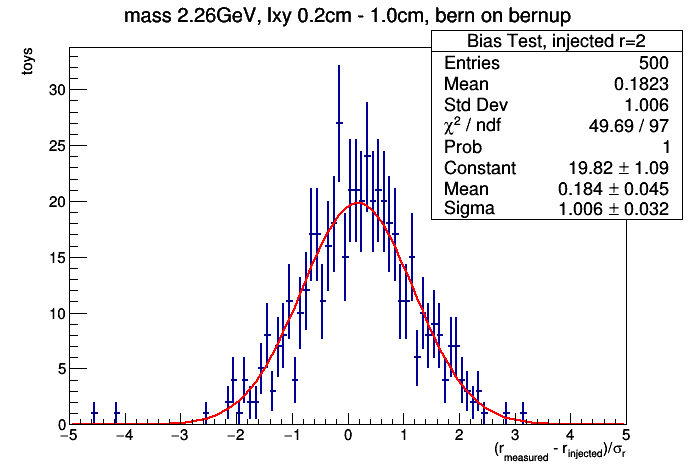 mass 2.26GeV, lxy 0.2cm - 1.0cm, bern on bernup
toys
Bias Test, injected r=2
Entries 500
Mean 0.1823
Std Dev 1.006
χ² / ndf 49.69 / 97
Prob 1
Constant 19.82 ± 1.09
Mean 0.184 ± 0.045
Sigma 1.006 ± 0.032
30
25
20
15
10
5
0
−5 −4 −3 −2 −1 0 1 2 3 4 5
(r_measured - r_injected)/σ_r